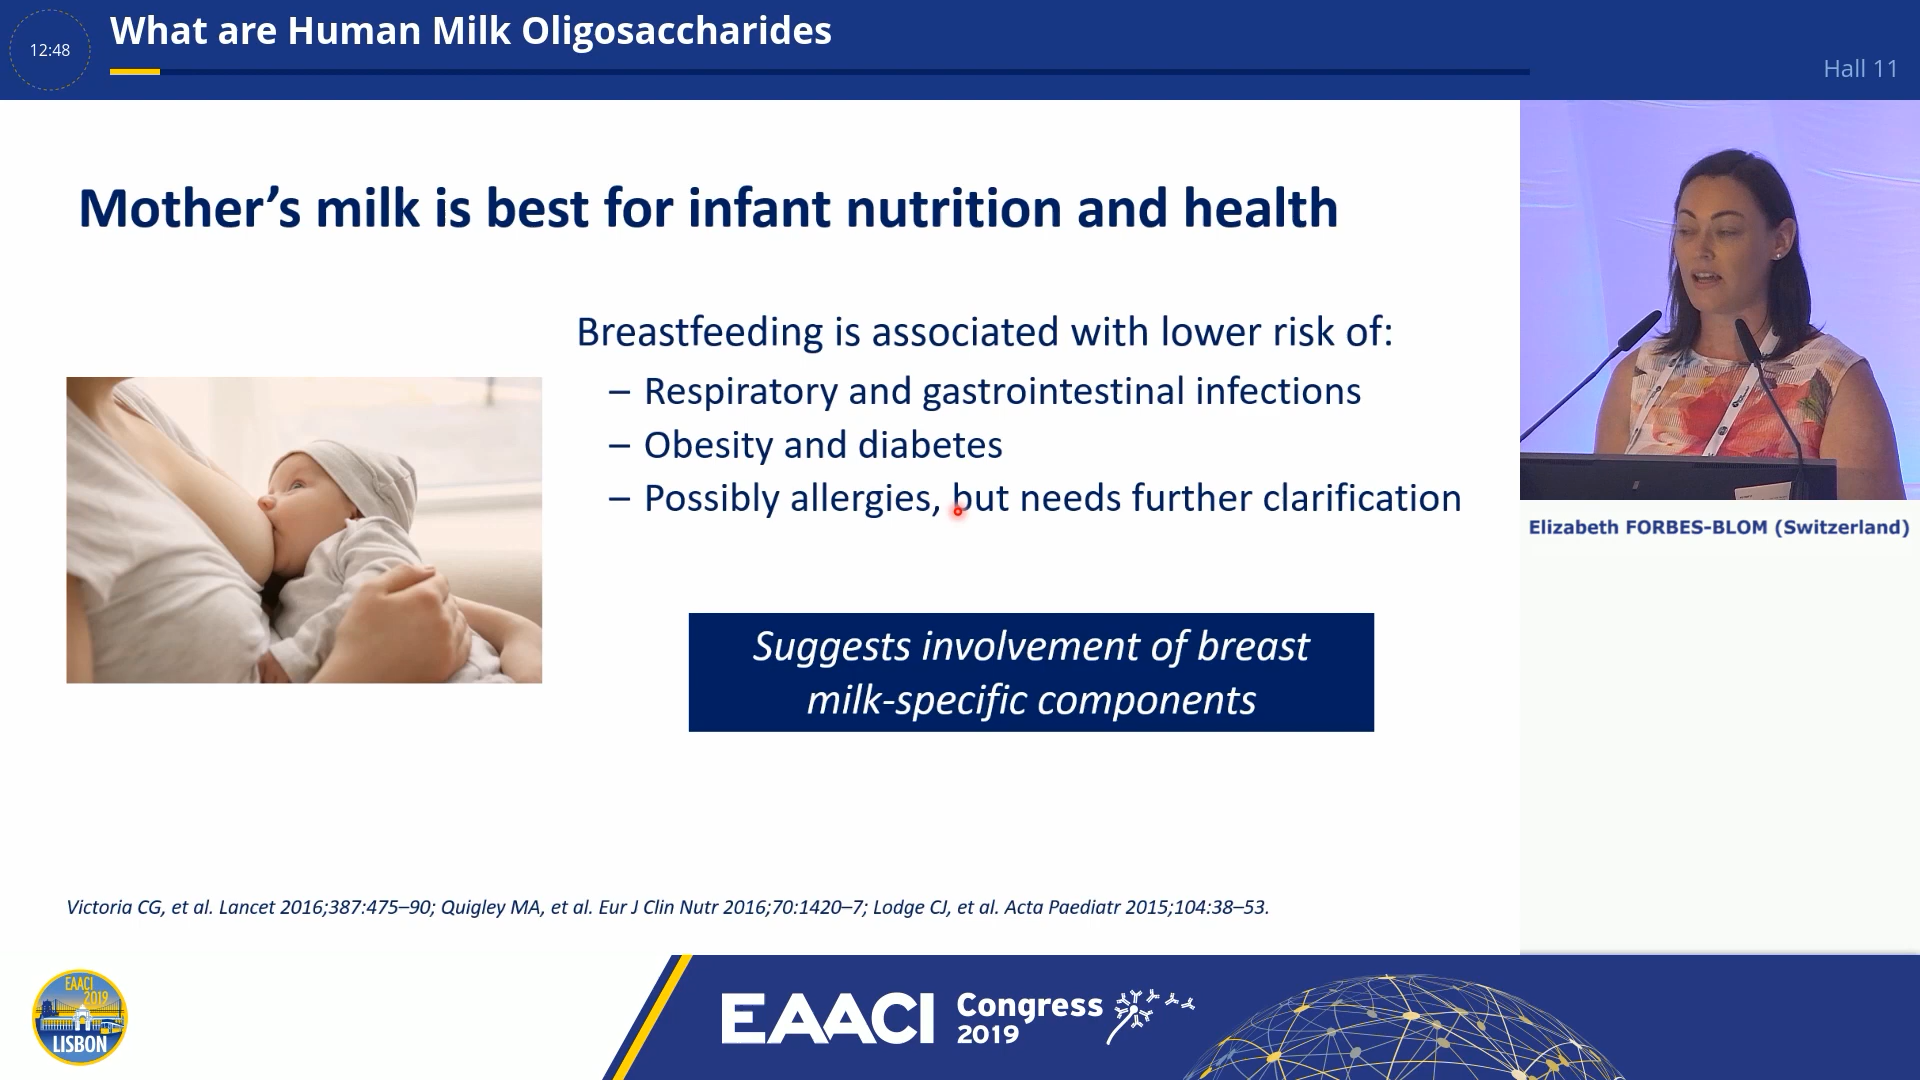 12:48
What are Human Milk Oligosaccharides
Hall 11
Mother’s milk is best for infant nutrition and health
Breastfeeding is associated with lower risk of:
– Respiratory and gastrointestinal infections
– Obesity and diabetes
– Possibly allergies, but needs further clarification
Suggests involvement of breast
milk-specific components
Elizabeth FORBES-BLOM (Switzerland)
Victoria CG, et al. Lancet 2016;387:475–90; Quigley MA, et al. Eur J Clin Nutr 2016;70:1420–7; Lodge CJ, et al. Acta Paediatr 2015;104:38–53.
EAACI
2019
LISBON
EAACI
Congress
2019